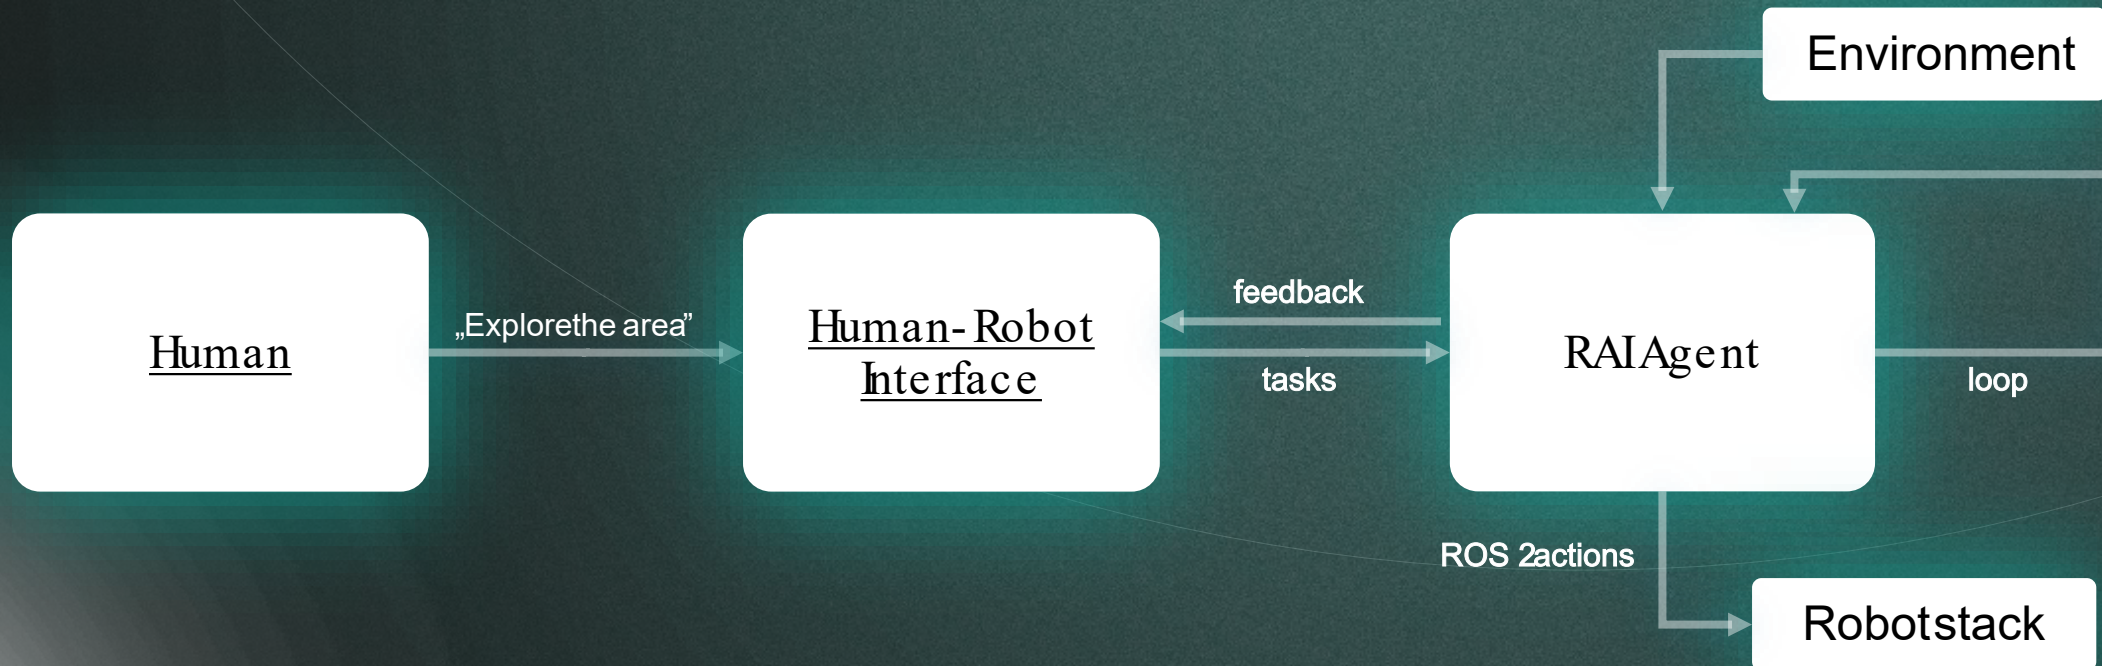 Environment
Human
„Explorethe area”
Human-Robot
Interface
feedback
tasks
RAIAgent
loop
ROS 2actions
Robotstack